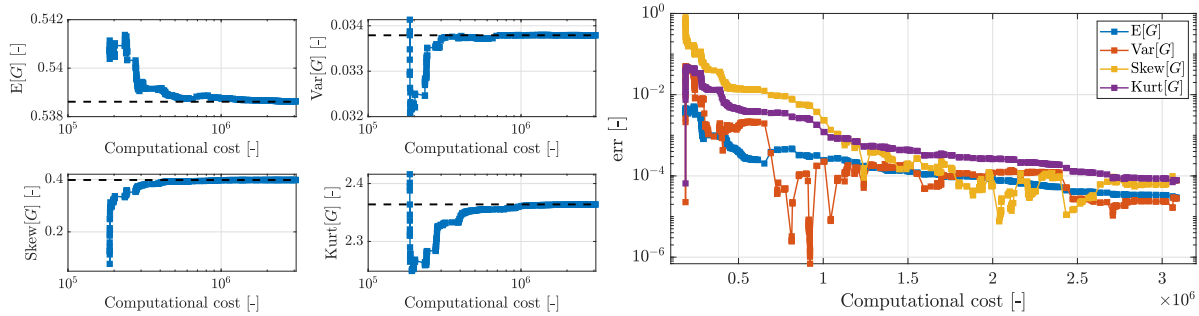 0.542
0.54
0.538
E[G] [-]
10^5
10^6
Computational cost [-]
0.034
0.033
0.032
Var[G] [-]
10^5
10^6
Computational cost [-]
0.4
0.2
Skew[G] [-]
10^5
10^6
Computational cost [-]
2.4
2.3
Kurt[G] [-]
10^5
10^6
Computational cost [-]
10^0
10^-2
10^-4
10^-6
err [-]
E[G]
Var[G]
Skew[G]
Kurt[G]
0.5
1
1.5
2
2.5
3
×10^6
Computational cost [-]